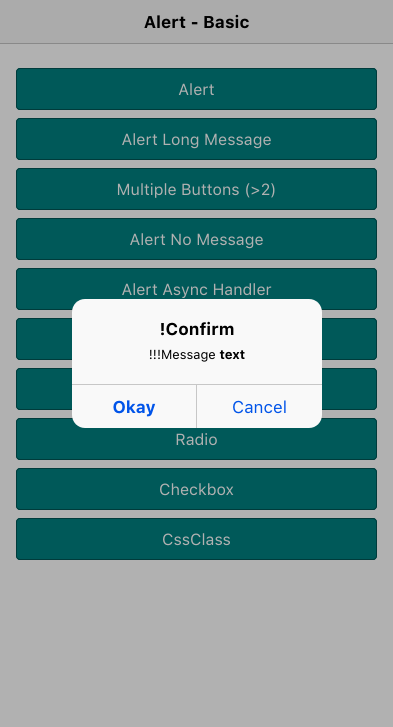 Alert - Basic
Alert
Alert Long Message
Multiple Buttons (>2)
Alert No Message
Alert Async Handler
!Confirm
!!!Message text
Okay
Cancel
Radio
Checkbox
CssClass